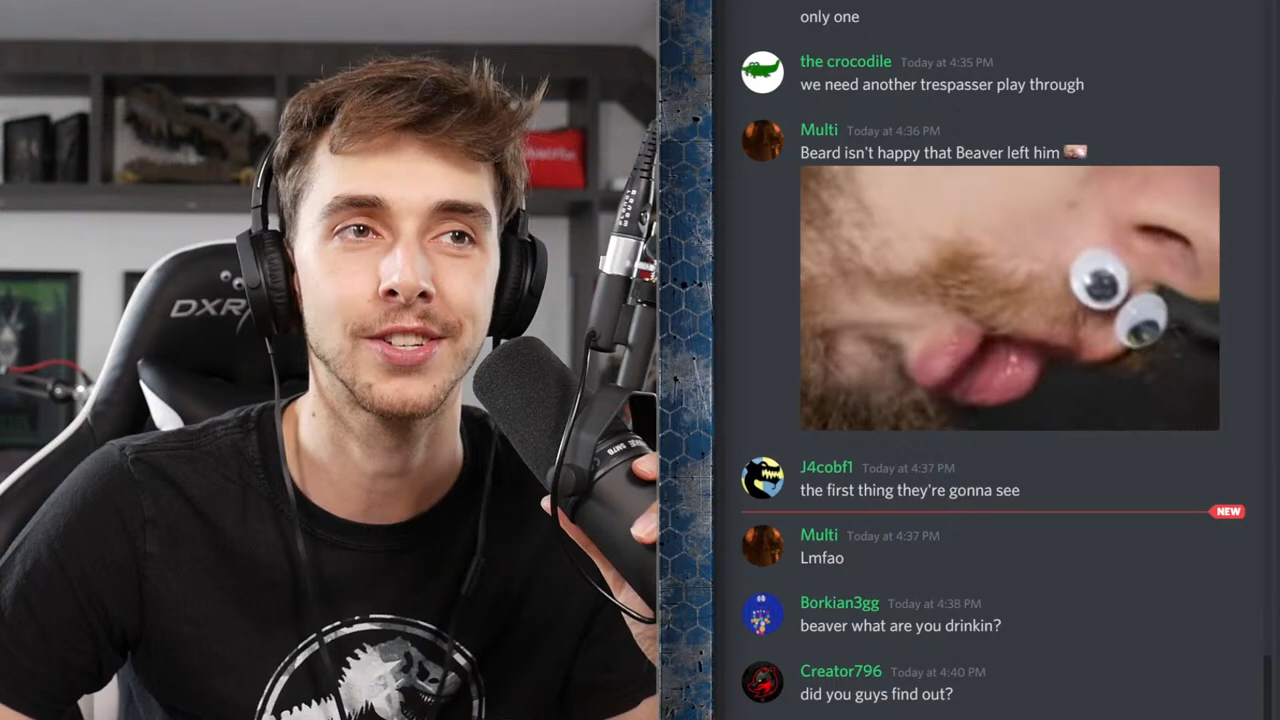 only one
the crocodile Today at 4:35 PM
we need another trespasser play through
Multi Today at 4:36 PM
Beard isn't happy that Beaver left him
J4cobf1 Today at 4:37 PM
the first thing they're gonna see
NEW
Multi Today at 4:37 PM
Lmfao
Borkian3gg Today at 4:38 PM
beaver what are you drinkin?
Creator796 Today at 4:40 PM
did you guys find out?
DXR